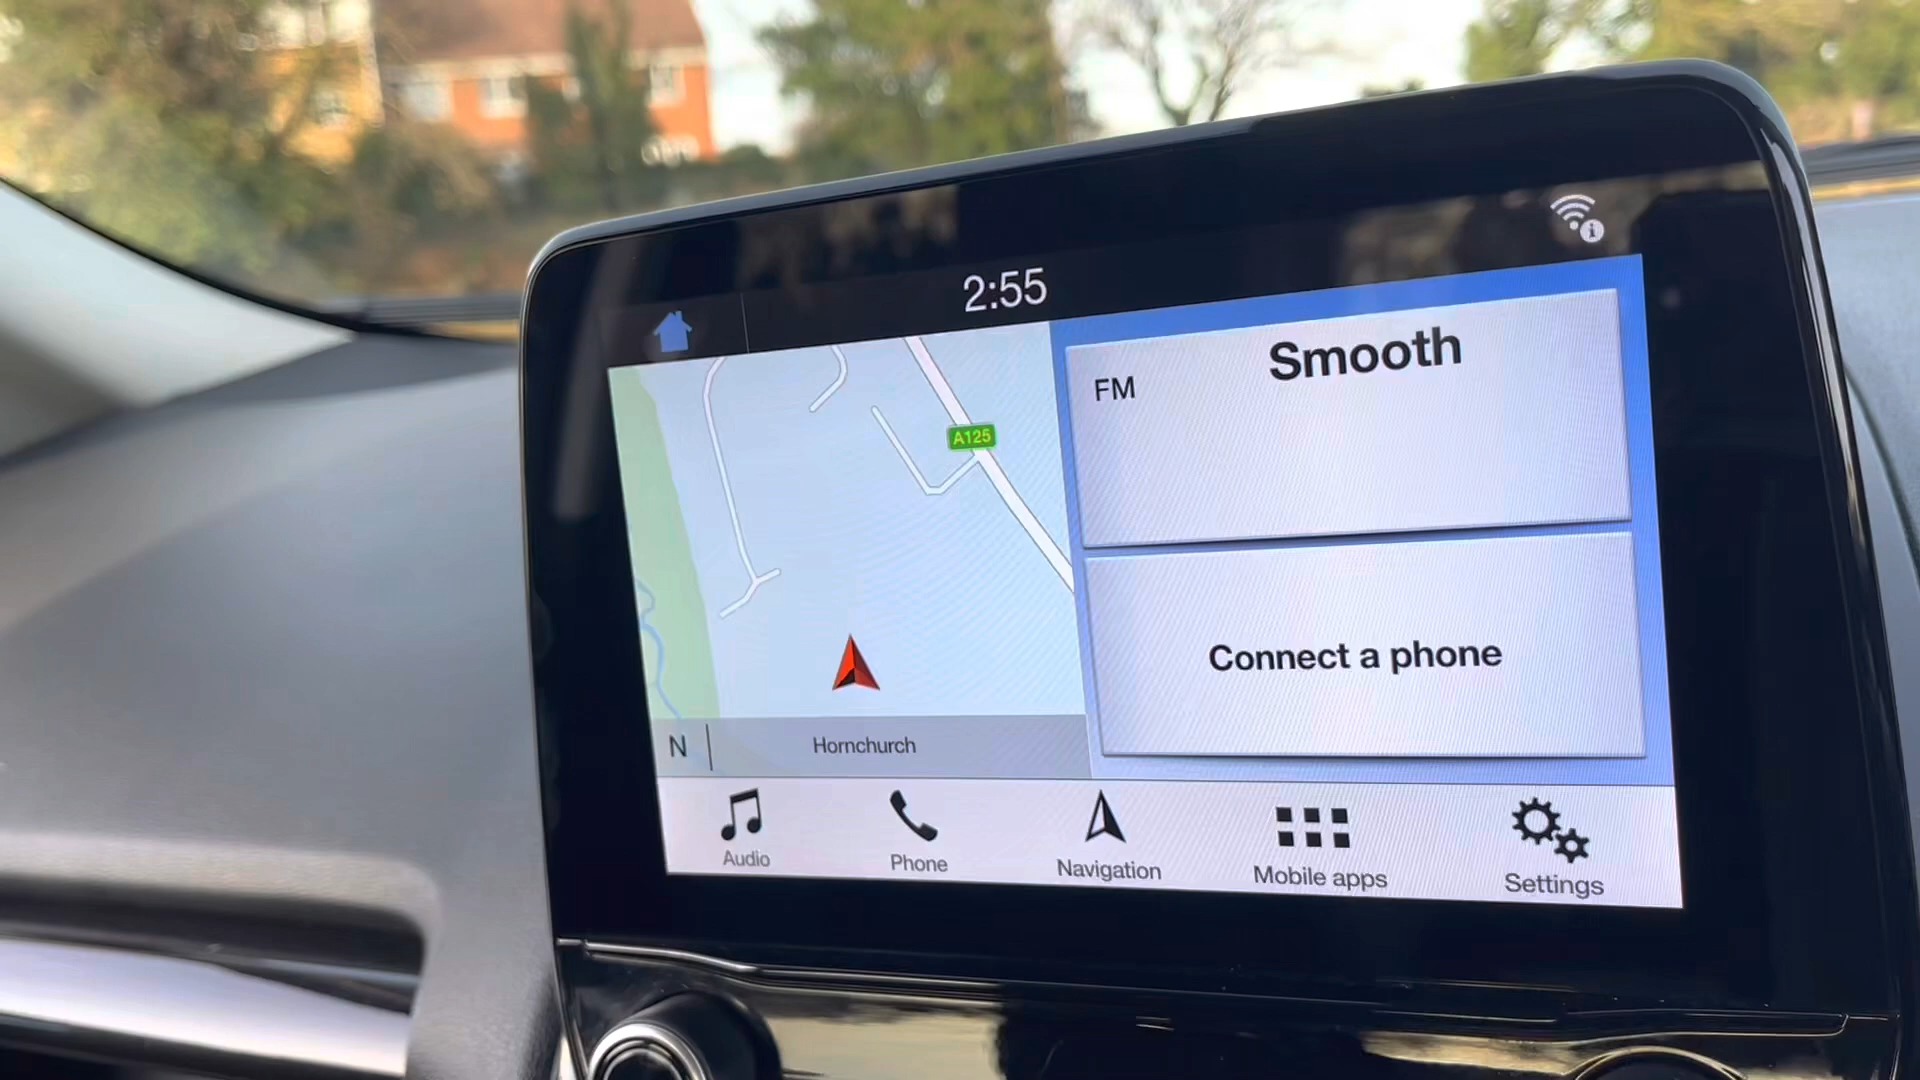 2:55
A125
FM
Smooth
Connect a phone
N
Hornchurch
Audio
Phone
Navigation
Mobile apps
Settings